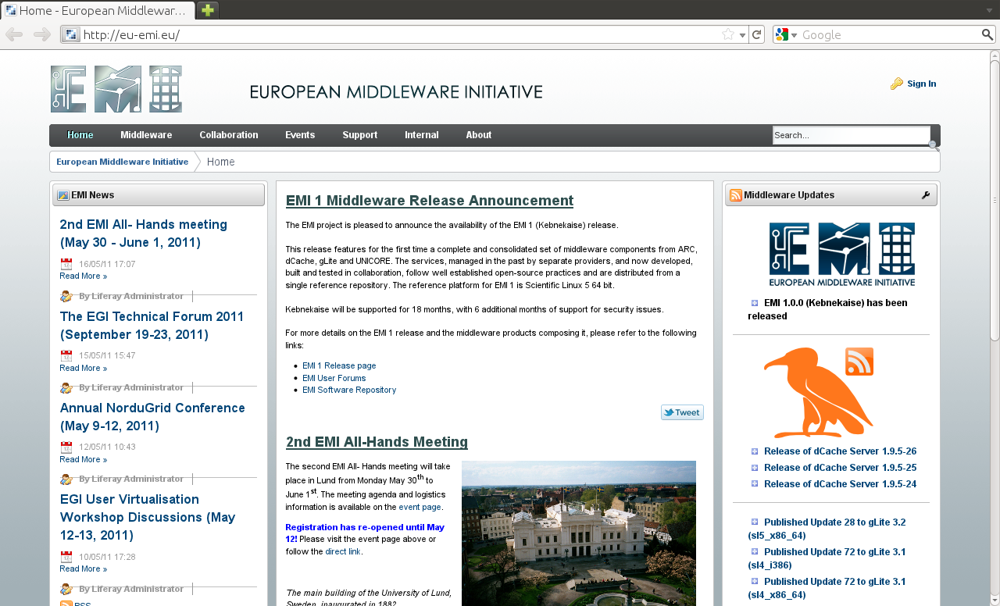 Home - European Middlewar...
http://eu-emi.eu/
Google
EMI
EUROPEAN MIDDLEWARE INITIATIVE
Sign In
Home
Middleware
Collaboration
Events
Support
Internal
About
Search...
European Middleware Initiative
Home
EMI News
2nd EMI All- Hands meeting
(May 30 - June 1, 2011)
16/05/11 17:07
Read More »
By Liferay Administrator
The EGI Technical Forum 2011
(September 19-23, 2011)
15/05/11 15:47
Read More »
By Liferay Administrator
Annual NorduGrid Conference
(May 9-12, 2011)
12/05/11 10:43
Read More »
By Liferay Administrator
EGI User Virtualisation
Workshop Discussions (May
12-13, 2011)
10/05/11 17:28
Read More »
By Liferay Administrator
RSS
EMI 1 Middleware Release Announcement
The EMI project is pleased to announce the availability of the EMI 1 (Kebnekaise) release.
This release features for the first time a complete and consolidated set of middleware components from ARC,
dCache, gLite and UNICORE. The services, managed in the past by separate providers, and now developed,
built and tested in collaboration, follow well established open-source practices and are distributed from a
single reference repository. The reference platform for EMI 1 is Scientific Linux 5 64 bit.
Kebnekaise will be supported for 18 months, with 6 additional months of support for security issues.
For more details on the EMI 1 release and the middleware products composing it, please refer to the following
links:
EMI 1 Release page
EMI User Forums
EMI Software Repository
Tweet
2nd EMI All-Hands Meeting
The second EMI All- Hands meeting will take
place in Lund from Monday May 30th to
June 1st. The meeting agenda and logistics
information is available on the event page.
Registration has re-opened until May
12! Please visit the event page above or
follow the direct link.
The main building of the University of Lund,
Sweden, inaugurated in 1882
Middleware Updates
EMI
EUROPEAN MIDDLEWARE INITIATIVE
EMI 1.0.0 (Kebnekaise) has been
released
Release of dCache Server 1.9.5-26
Release of dCache Server 1.9.5-25
Release of dCache Server 1.9.5-24
Published Update 28 to gLite 3.2
(sl5_x86_64)
Published Update 72 to gLite 3.1
(sl4_i386)
Published Update 72 to gLite 3.1
(sl4_x86_64)